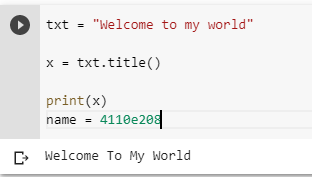 txt = "Welcome to my world"
x = txt.title()
print(x)
name = 4110e208
Welcome To My World